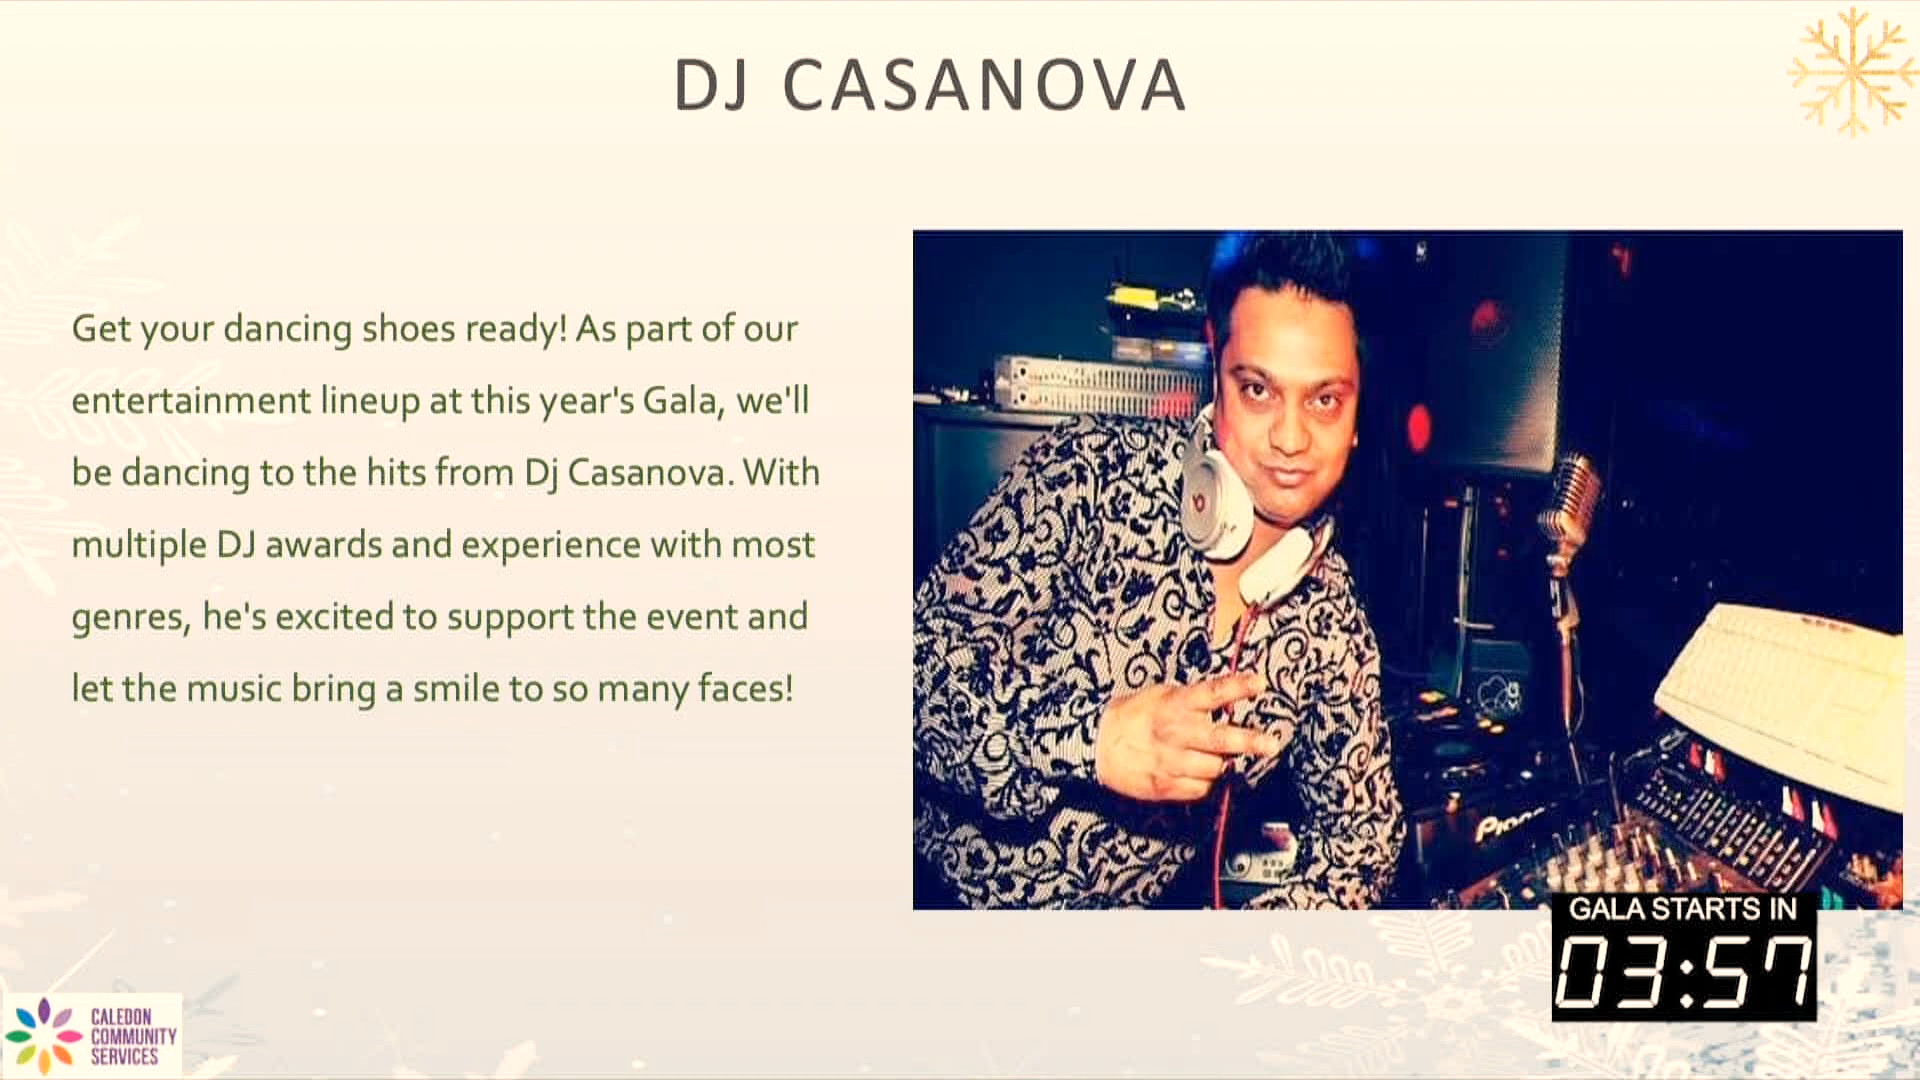 DJ CASANOVA
Get your dancing shoes ready! As part of our
entertainment lineup at this year's Gala, we'll
be dancing to the hits from Dj Casanova. With
multiple DJ awards and experience with most
genres, he's excited to support the event and
let the music bring a smile to so many faces!
GALA STARTS IN
03:57
CALEDON
COMMUNITY
SERVICES